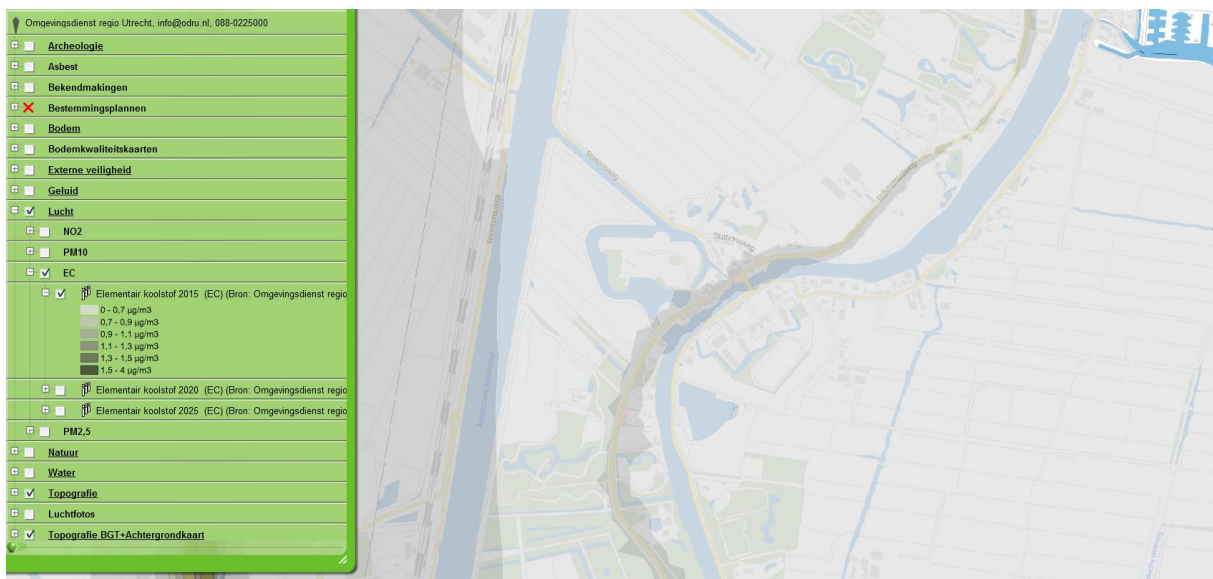 Omgevingsdienst regio Utrecht, info@odru.nl, 088-0225000
Archeologie
Asbest
Bekendmakingen
Bestemmingsplannen
Bodem
Bodemkwaliteitskaarten
Externe veiligheid
Geluid
Lucht
NO2
PM10
EC
Elementair koolstof 2015 (EC) (Bron: Omgevingsdienst regio
0 - 0,7 µg/m3
0,7 - 0,9 µg/m3
0,9 - 1,1 µg/m3
1,1 - 1,3 µg/m3
1,3 - 1,5 µg/m3
1,5 - 4 µg/m3
Elementair koolstof 2020 (EC) (Bron: Omgevingsdienst regio
Elementair koolstof 2025 (EC) (Bron: Omgevingsdienst regio
PM2,5
Natuur
Water
Topografie
Luchtfotos
Topografie BGT+Achtergrondkaart
Slootweg